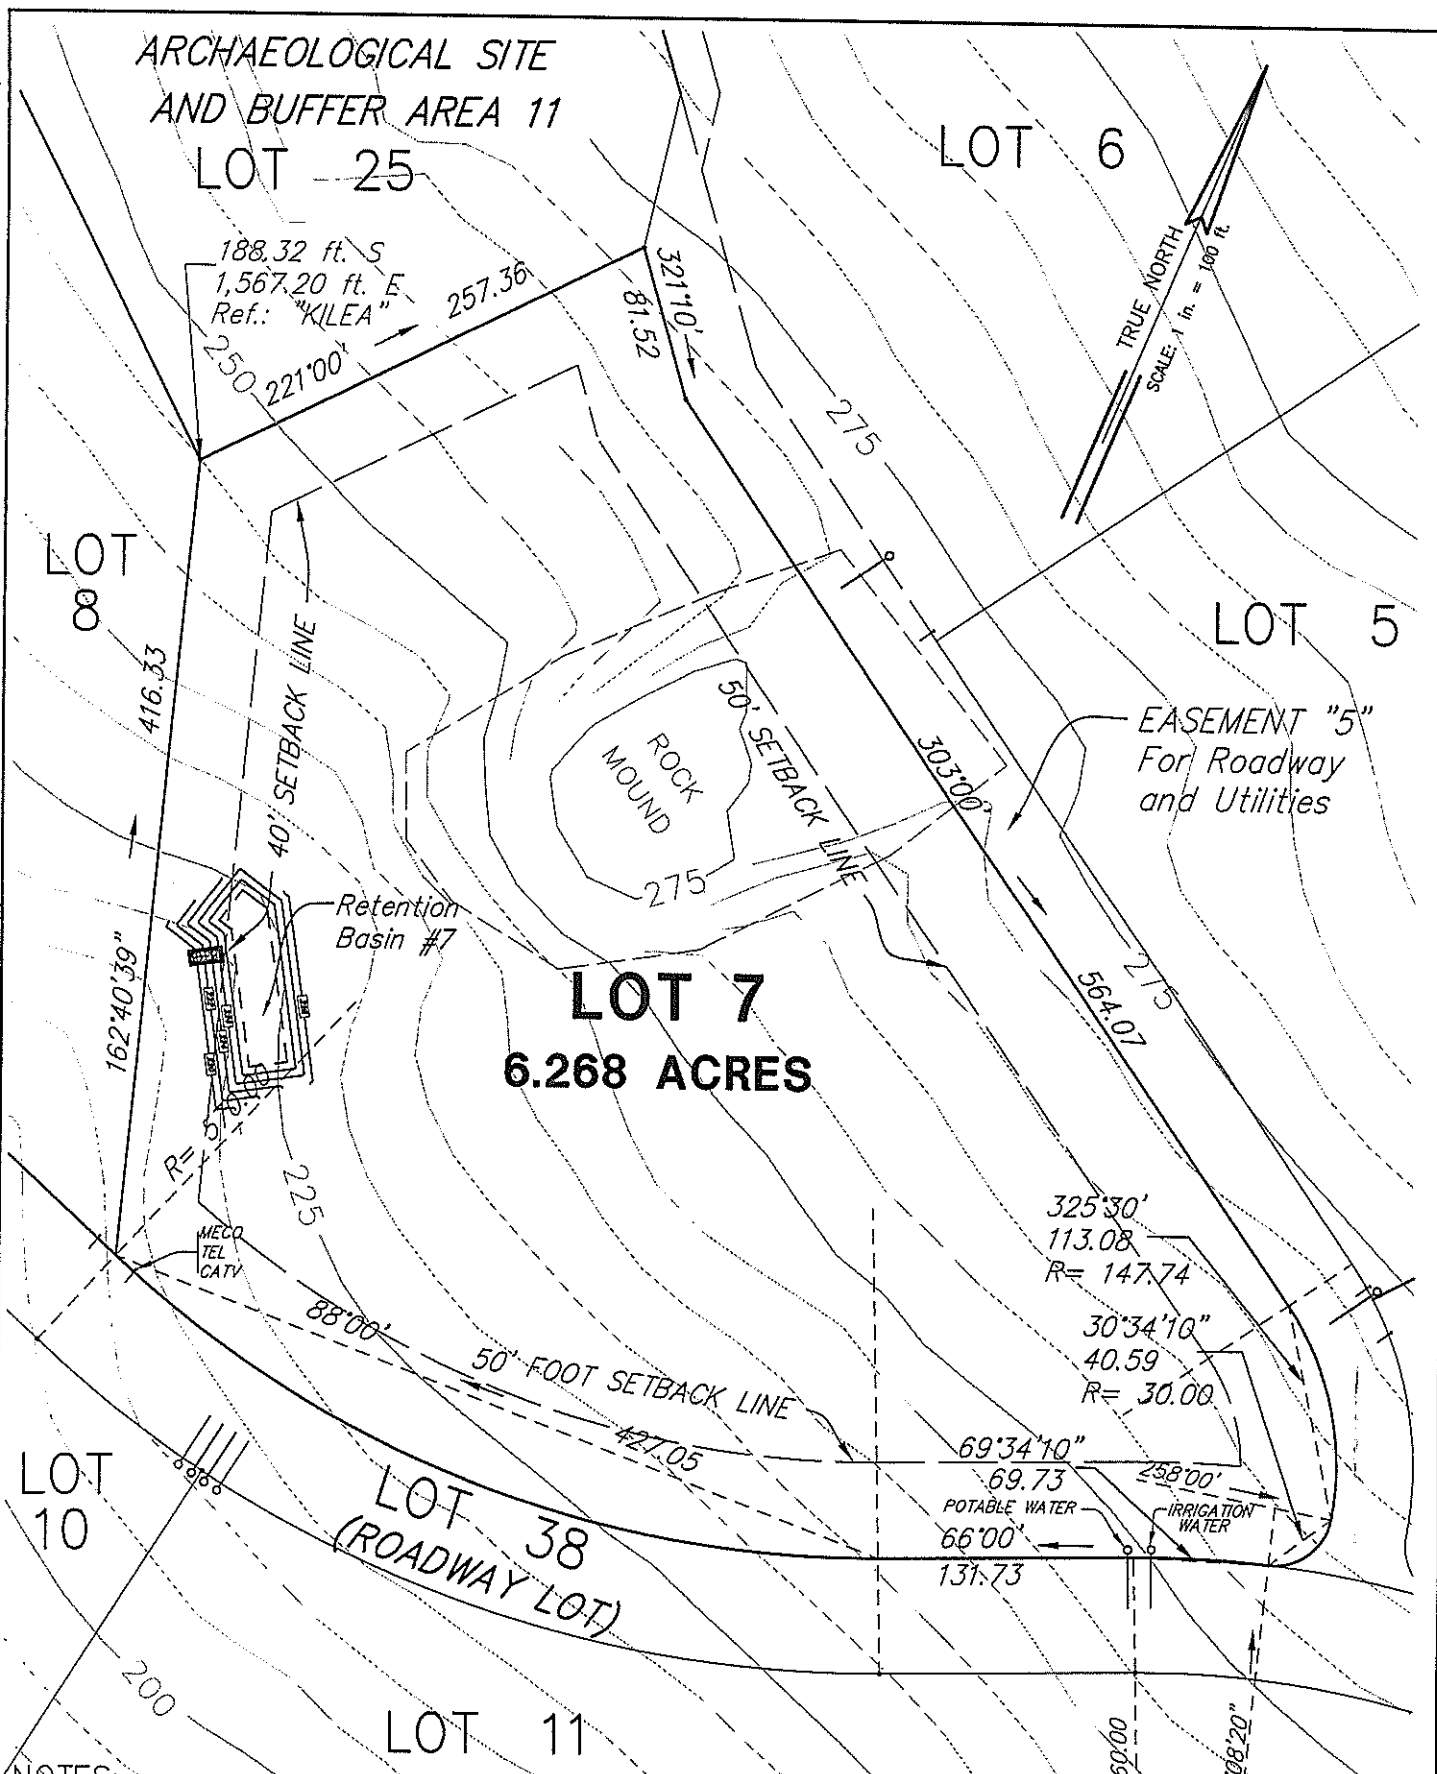 ARCHAEOLOGICAL SITE
AND BUFFER AREA 11
LOT 25
LOT 6
188.32 ft. S
1,567.20 ft. E
Ref.: "KILEA"
221°00'
257.36
321°10'
81.52
TRUE NORTH
SCALE: 1 in. = 100 ft.
250
275
LOT
8
LOT 5
416.33
162°40'39"
40' SETBACK LINE
ROCK
MOUND
275
50' SETBACK LINE
303°00'
564.07
EASEMENT "5"
For Roadway
and Utilities
275
Retention
Basin #7
LOT 7
6.268 ACRES
R=
225
MECO
TEL
CATV
88°00'
427.05
50' FOOT SETBACK LINE
325°30'
113.08
R= 147.74
30°34'10"
40.59
R= 30.00
69°34'10"
69.73
258°00'
POTABLE WATER
IRRIGATION
WATER
66°00'
131.73
LOT
10
LOT 38
(ROADWAY LOT)
200
LOT 11
60.00
08'20"
NOTES: